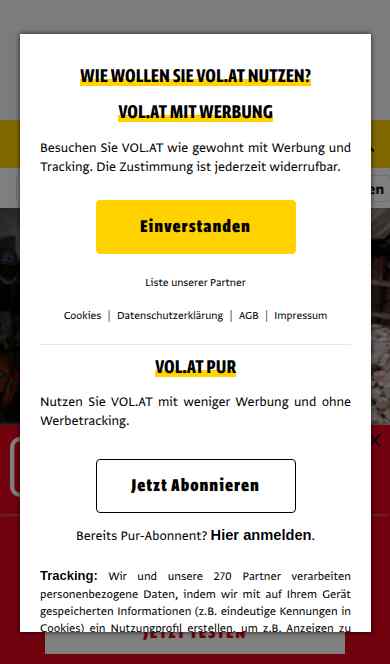 WIE WOLLEN SIE VOL.AT NUTZEN?
VOL.AT MIT WERBUNG
Besuchen Sie VOL.AT wie gewohnt mit Werbung und
Tracking. Die Zustimmung ist jederzeit widerrufbar.
en
Einverstanden
Liste unserer Partner
Cookies | Datenschutzerklärung | AGB | Impressum
VOL.AT PUR
Nutzen Sie VOL.AT mit weniger Werbung und ohne
Werbetracking.
Jetzt Abonnieren
Bereits Pur-Abonnent? Hier anmelden.
Tracking: Wir und unsere 270 Partner verarbeiten
personenbezogene Daten, indem wir mit auf Ihrem Gerät
gespeicherten Informationen (z.B. eindeutige Kennungen in
Cookies) ein Nutzungsprofil erstellen, um z.B. Anzeigen zu
JETZT TESTEN